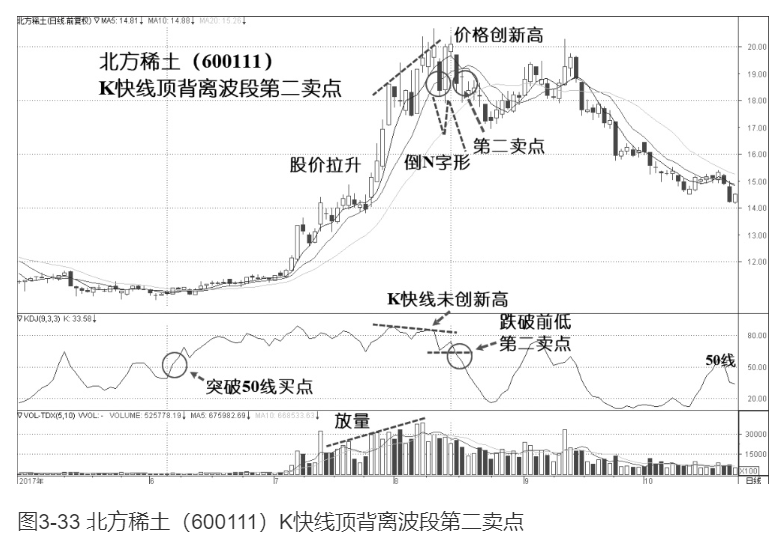 北方稀土(日线.前复权) ▽MA5: 14.81↓ MA10: 14.88↓ MA20: 15.26↓
北方稀土（600111）
K快线顶背离波段第二卖点
价格创新高
股价拉升
倒N字形
第二卖点
20.00
19.00
18.00
17.00
16.00
15.00
14.00
13.00
12.00
▽KDJ(9,3,3) K: 33.58↓
K快线未创新高
跌破前低
第二卖点
突破50线买点
50线
80.00
50.00
20.00
▽VOL-TDX(5,10) VVOL: - VOLUME: 525778.19↓ MA5: 675982.69↓ MA10: 668533.63↓
放量
30000
15000
X100
2017年 6 7 8 9 10 日线
图3-33 北方稀土（600111）K快线顶背离波段第二卖点